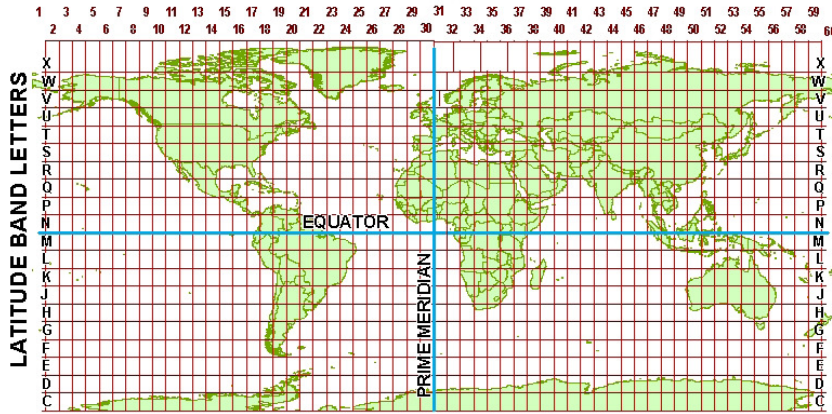 1 3 5 7 9 11 13 15 17 19 21 23 25 27 29 31 33 35 37 39 41 43 45 47 49 51 53 55 57 59
2 4 6 8 10 12 14 16 18 20 22 24 26 28 30 32 34 36 38 40 42 44 46 48 50 52 54 56 58 60
LATITUDE BAND LETTERS
X X
W W
V V
U U
T T
S S
R R
Q Q
P P
N N
M M
L L
K K
J J
H H
G G
F F
E E
D D
C C
EQUATOR
PRIME MERIDIAN